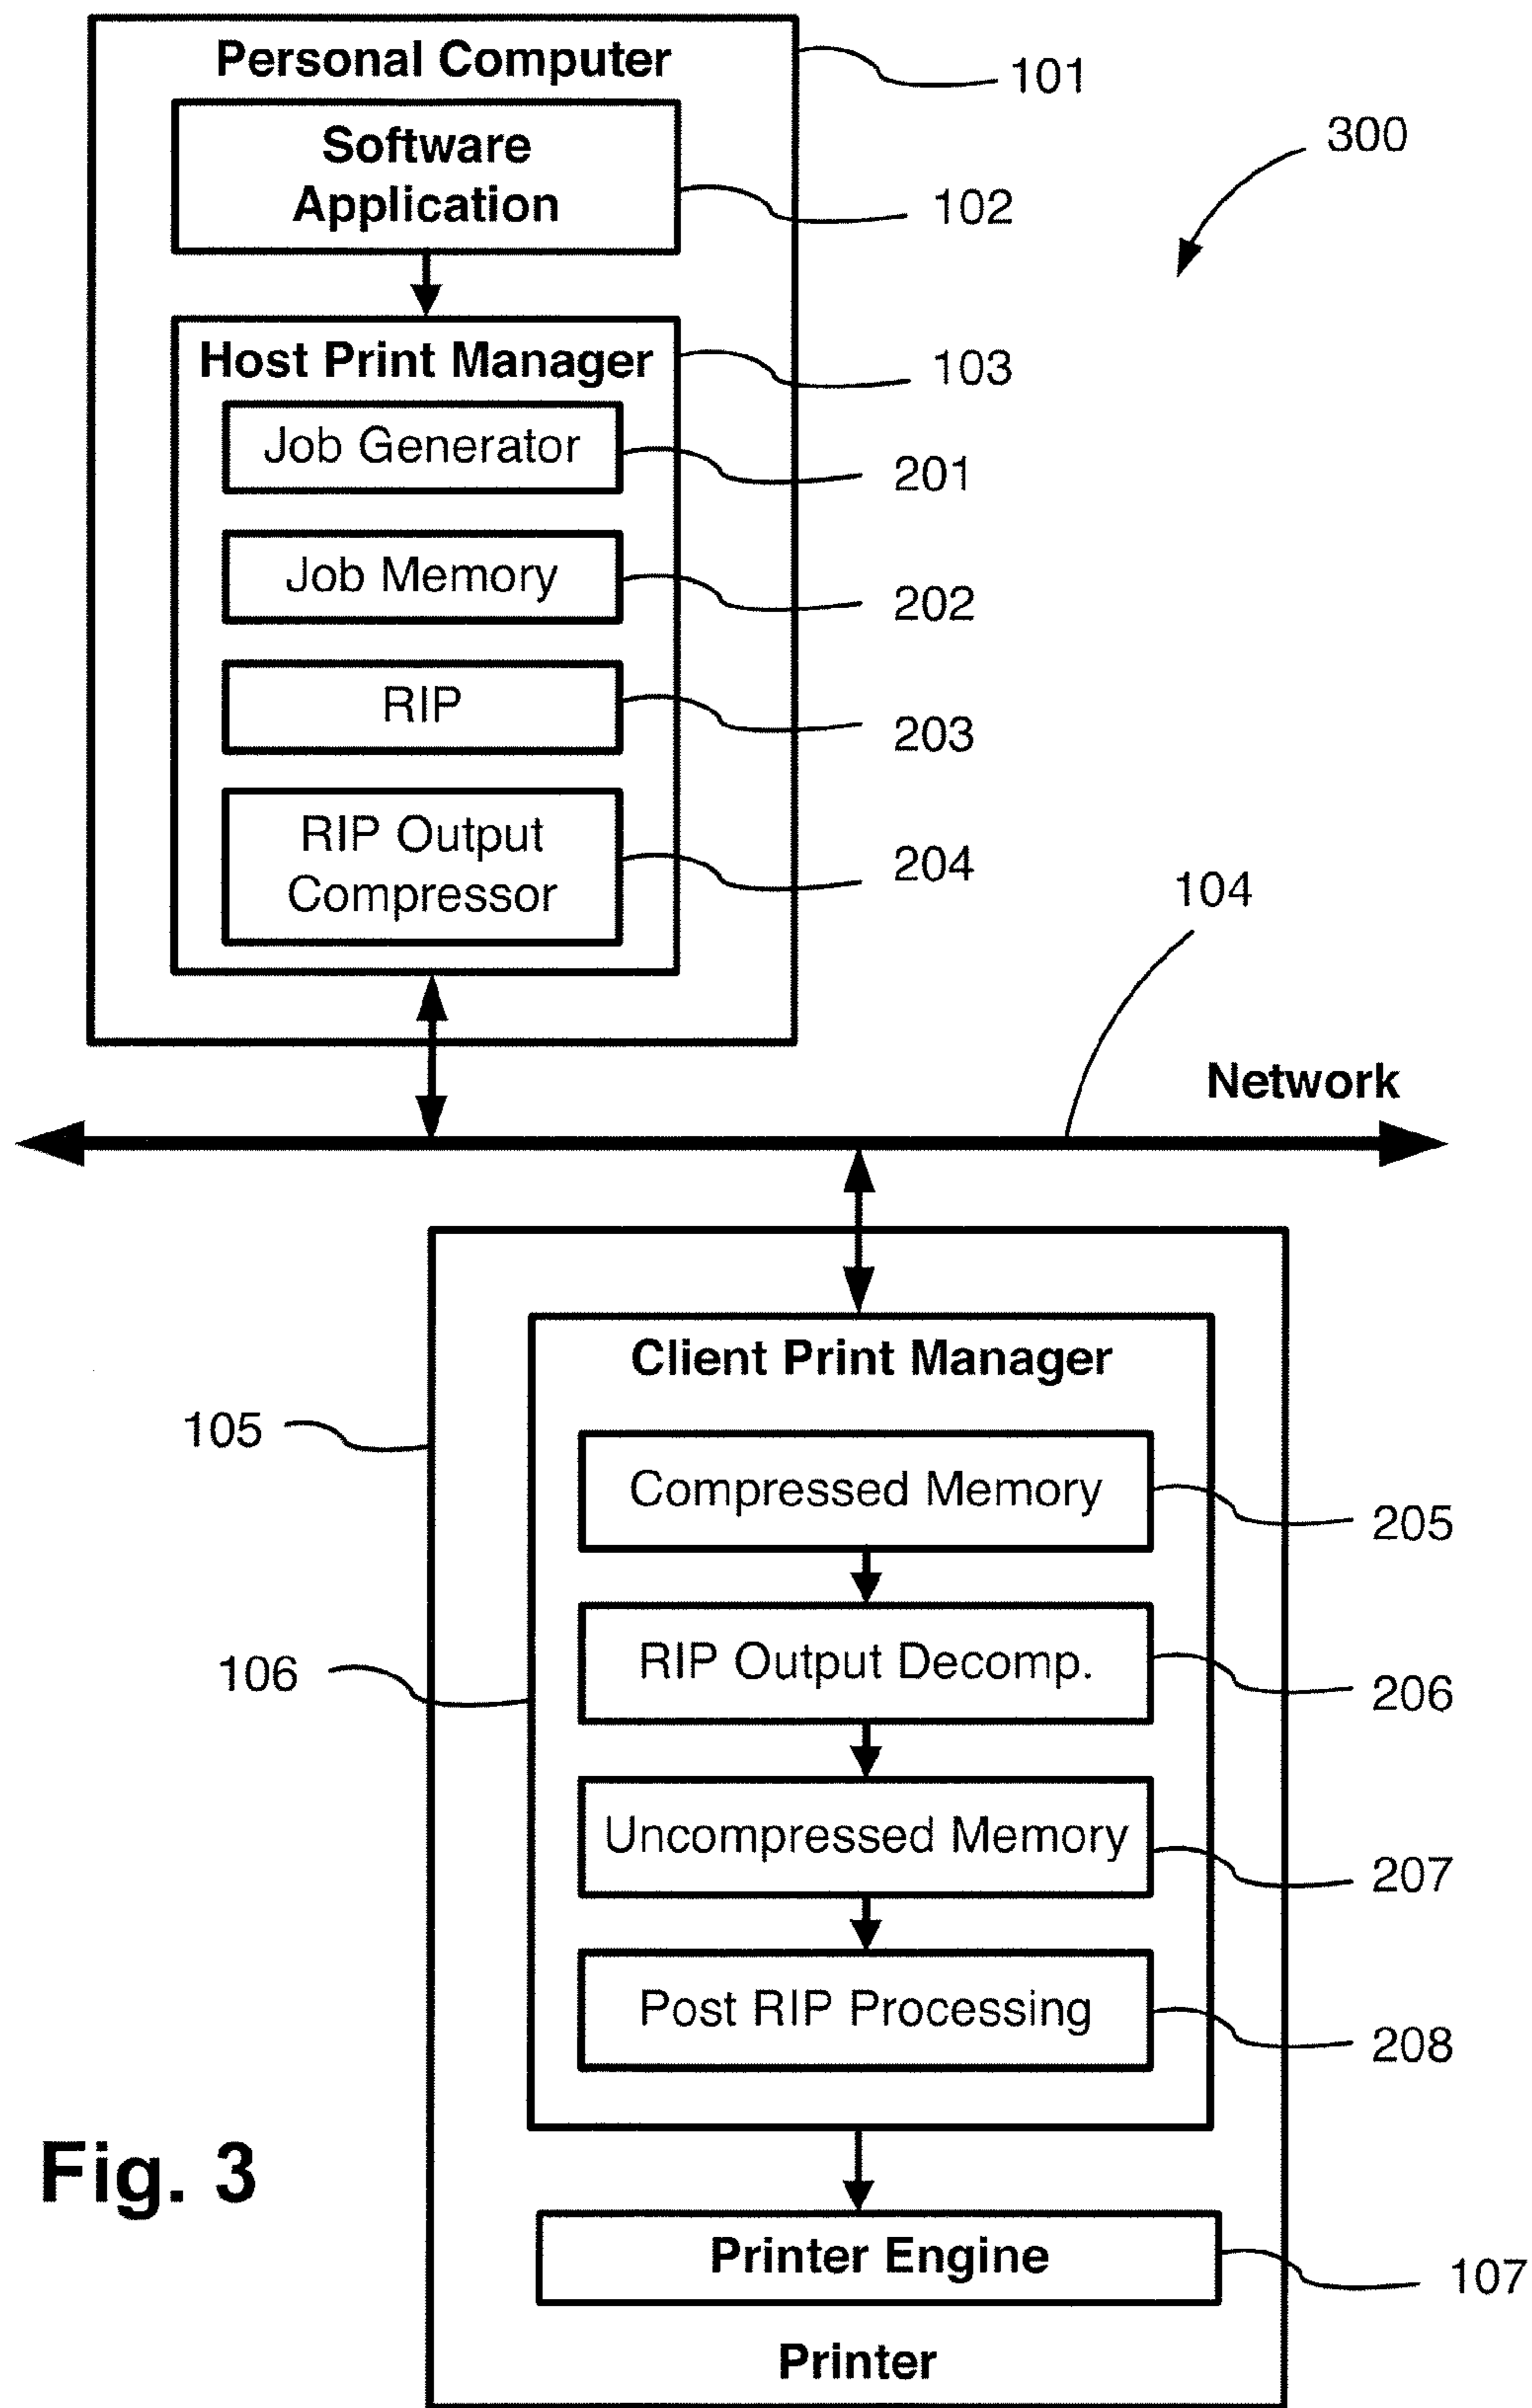 Personal Computer
101
300
Software
Application
102
Host Print Manager
103
Job Generator
201
Job Memory
202
RIP
203
RIP Output
Compressor
204
104
Network
Client Print Manager
105
Compressed Memory
205
106
RIP Output Decomp.
206
Uncompressed Memory
207
Post RIP Processing
208
Fig. 3
Printer Engine
107
Printer